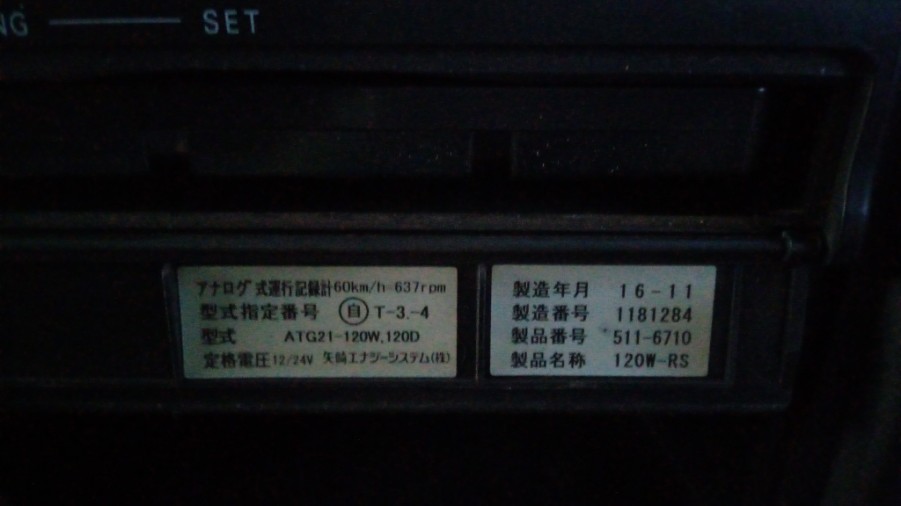 NG SET
アナログ式運行記録計60km/h-637rpm
型式指定番号 自 T-3.-4
型式 ATG21-120W,120D
定格電圧12/24V 矢崎エナジーシステム(株)
製造年月 16-11
製造番号 1181284
製品番号 511-6710
製品名称 120W-RS